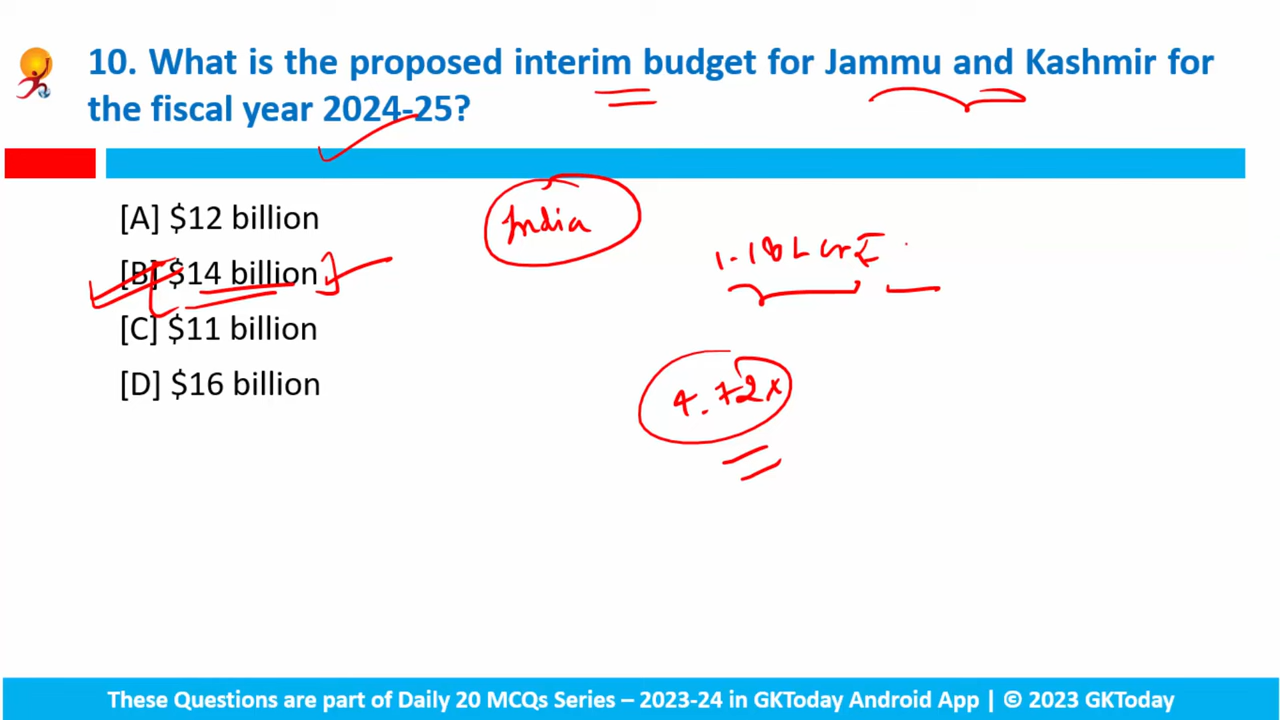 10. What is the proposed interim budget for Jammu and Kashmir for
the fiscal year 2024-25?
India
[A] $12 billion
1.18 L Cr ₹
[B] $14 billion
[C] $11 billion
[D] $16 billion
4.72x
These Questions are part of Daily 20 MCQs Series – 2023-24 in GKToday Android App | © 2023 GKToday